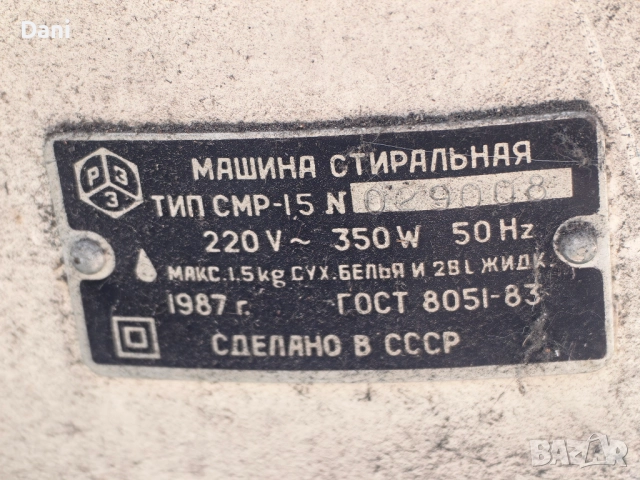 Dani
РЭЗ
МАШИНА СТИРАЛЬНАЯ
ТИП СМР-1,5 N 029008
220 V ~ 350 W 50 Hz
МАКС. 1.5 kg СУХ. БЕЛЬЯ И 28 L ЖИДК.
1987 г. ГОСТ 8051-83
СДЕЛАНО В СССР
BAZAR